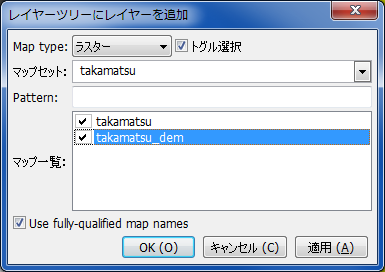 レイヤーツリーにレイヤーを追加
Map type: ラスター トグル選択
マップセット: takamatsu
Pattern:
takamatsu
takamatsu_dem
マップ一覧:
Use fully-qualified map names
OK (O) キャンセル (C) 適用 (A)